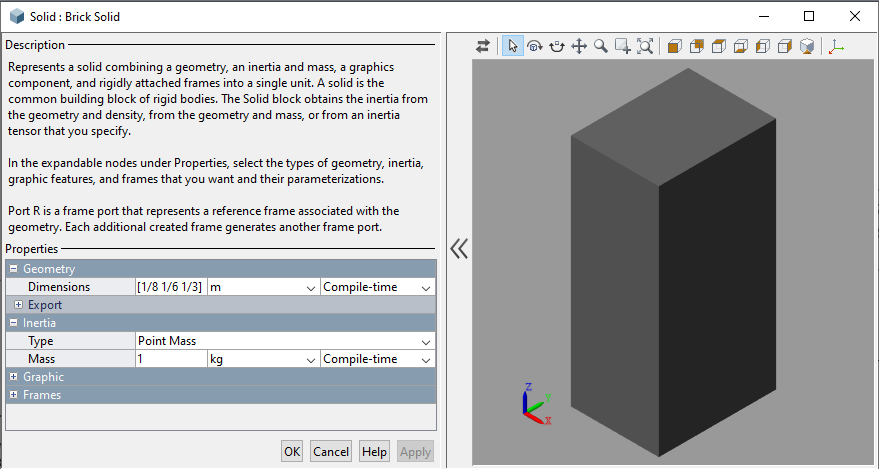 Solid : Brick Solid
Description
Represents a solid combining a geometry, an inertia and mass, a graphics
component, and rigidly attached frames into a single unit. A solid is the
common building block of rigid bodies. The Solid block obtains the inertia from
the geometry and density, from the geometry and mass, or from an inertia
tensor that you specify.
In the expandable nodes under Properties, select the types of geometry, inertia,
graphic features, and frames that you want and their parameterizations.
Port R is a frame port that represents a reference frame associated with the
geometry. Each additional created frame generates another frame port.
Properties
Geometry
Dimensions [1/8 1/6 1/3] m Compile-time
Export
Inertia
Type Point Mass
Mass 1 kg Compile-time
Graphic
Frames
OK Cancel Help Apply
Z
Y
X